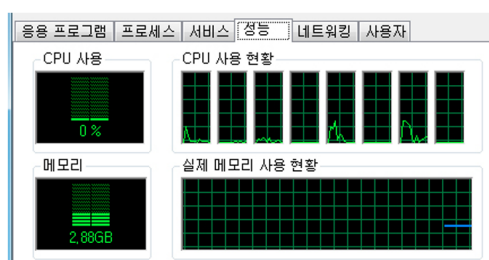 응용 프로그램 프로세스 서비스 성능 네트워킹 사용자
CPU 사용 CPU 사용 현황
0 %
메모리 실제 메모리 사용 현황
2,88GB